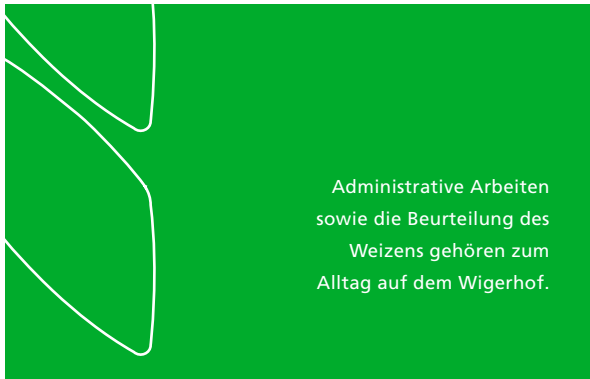 Administrative Arbeiten
sowie die Beurteilung des
Weizens gehören zum
Alltag auf dem Wigerhof.